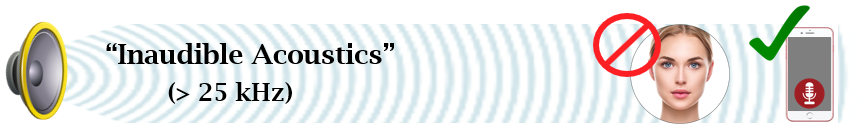 “Inaudible Acoustics”
(> 25 kHz)